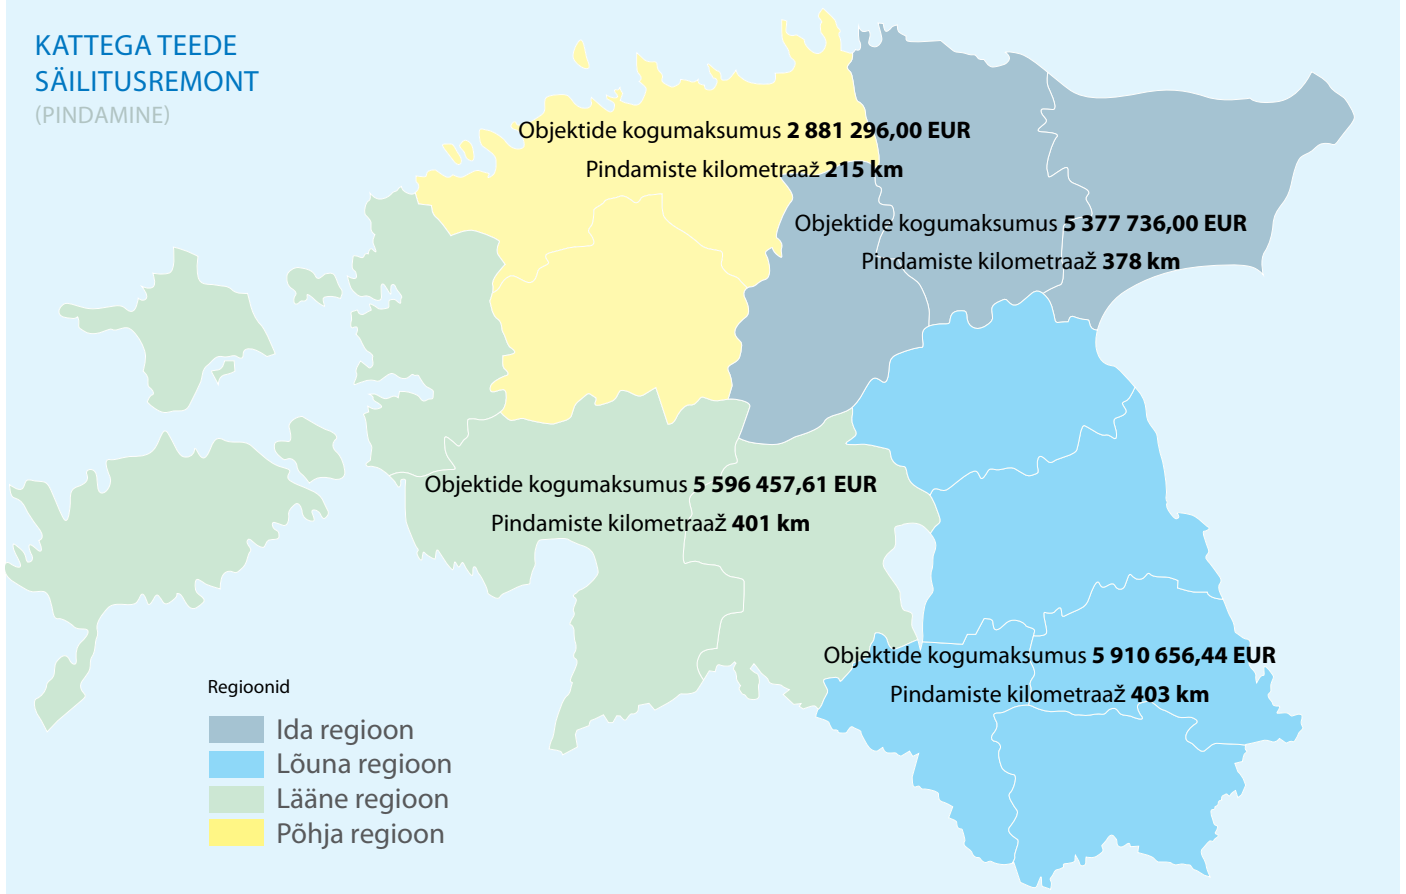 KATTEGA TEEDE
SÄILITUSREMONT
(PINDAMINE)
Objektide kogumaksumus 2 881 296,00 EUR
Pindamiste kilometraaž 215 km
Objektide kogumaksumus 5 377 736,00 EUR
Pindamiste kilometraaž 378 km
Objektide kogumaksumus 5 596 457,61 EUR
Pindamiste kilometraaž 401 km
Objektide kogumaksumus 5 910 656,44 EUR
Pindamiste kilometraaž 403 km
Regioonid
Ida regioon
Lõuna regioon
Lääne regioon
Põhja regioon